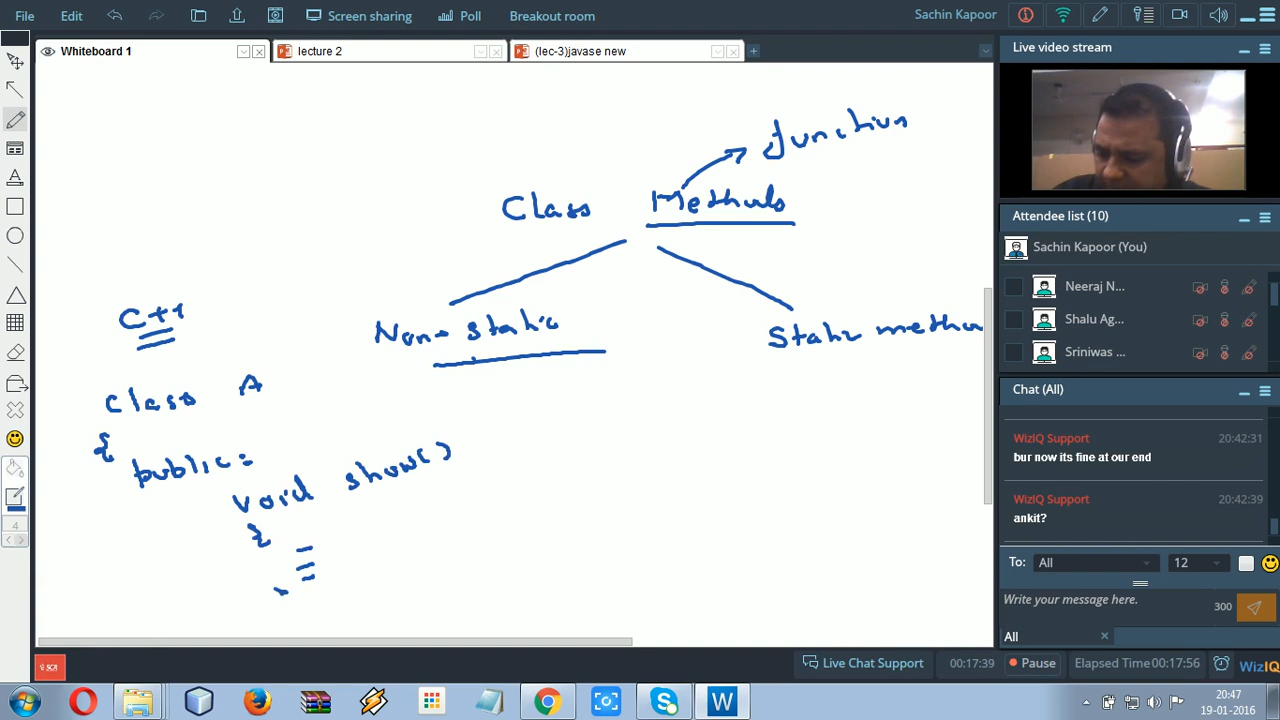 File
Edit
Screen sharing
Poll
Breakout room
Sachin Kapoor
Whiteboard 1
lecture 2
(lec-3)javase new
Live video stream
function
Class Methods
Non-static
Static metho
C++
class A
{
public:
void show()
{
Attendee list (10)
Sachin Kapoor (You)
Neeraj N...
Shalu Ag...
Sriniwas ...
Chat (All)
WizIQ Support 20:42:31
bur now its fine at our end
WizIQ Support 20:42:39
ankit?
To: All 12
Write your message here. 300
All
4
SCR
Live Chat Support
00:17:39
Pause
Elapsed Time 00:17:56
WizIQ
W
20:47
19-01-2016